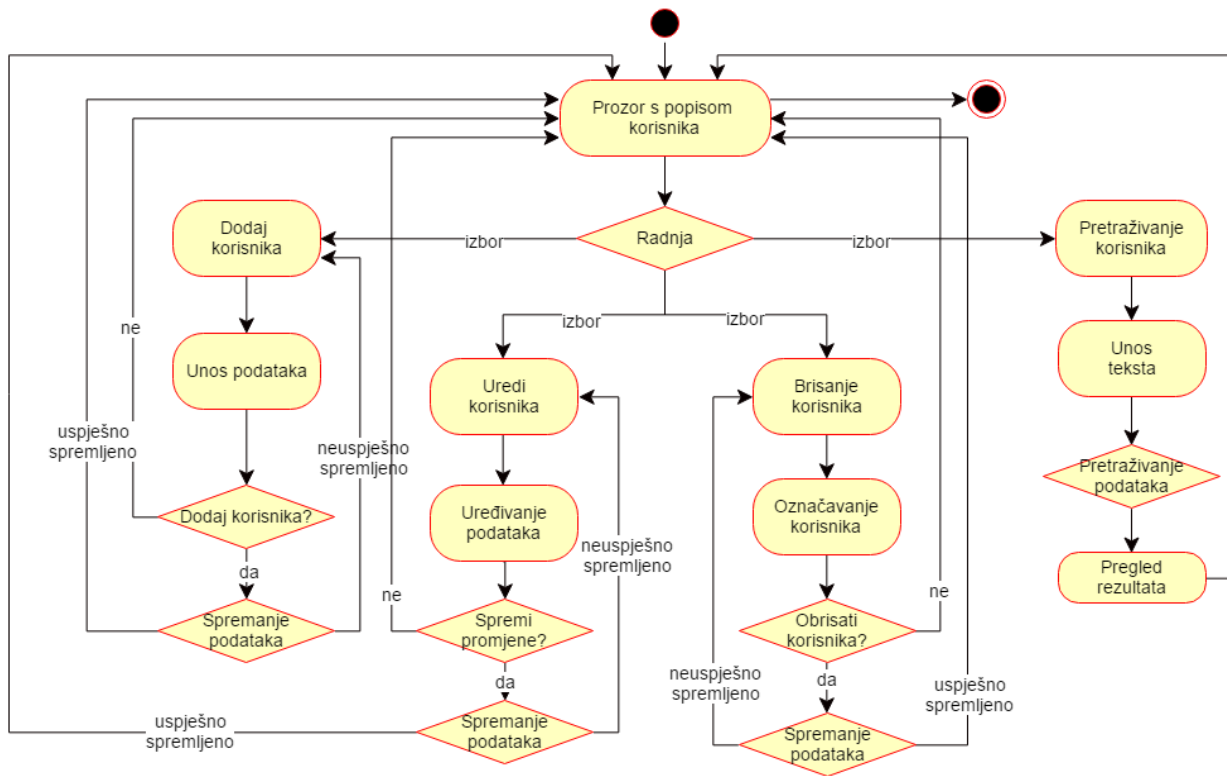 Prozor s popisom
korisnika
Dodaj
korisnika
izbor
Radnja
izbor
Pretraživanje
korisnika
izbor
izbor
ne
Unos podataka
Unos
teksta
Uredi
korisnika
Brisanje
korisnika
uspješno
spremljeno
neuspješno
spremljeno
Pretraživanje
podataka
Dodaj korisnika?
Uređivanje
podataka
Označavanje
korisnika
neuspješno
spremljeno
da
Pregled
rezultata
ne
ne
Spremanje
podataka
Spremi
promjene?
Obrisati
korisnika?
neuspješno
spremljeno
da
da
uspješno
spremljeno
uspješno
spremljeno
Spremanje
podataka
Spremanje
podataka